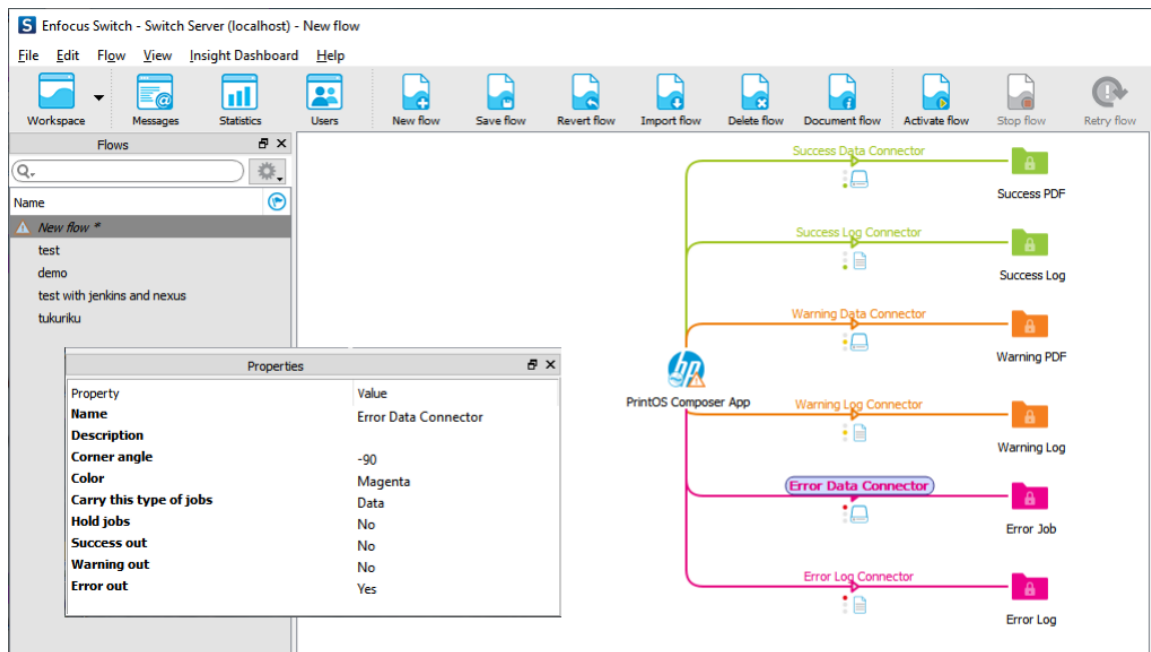 S Enfocus Switch - Switch Server (localhost) - New flow
File Edit Flow View Insight Dashboard Help
Workspace Messages Statistics Users New flow Save flow Revert flow Import flow Delete flow Document flow Activate flow Stop flow Retry flow
Flows
Name
New flow *
test
demo
test with jenkins and nexus
tukuriku
Properties
Property Value
Name Error Data Connector
Description
Corner angle -90
Color Magenta
Carry this type of jobs Data
Hold jobs No
Success out No
Warning out No
Error out Yes
Success Data Connector
Success PDF
Success Log Connector
Success Log
Warning Data Connector
Warning PDF
hp
PrintOS Composer App
Warning Log Connector
Warning Log
Error Data Connector
Error Job
Error Log Connector
Error Log